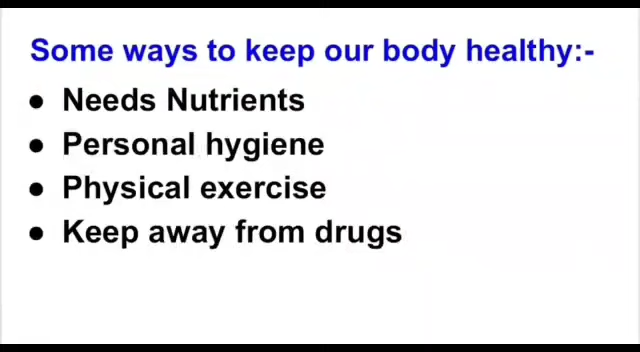 Some ways to keep our body healthy:-
● Needs Nutrients
● Personal hygiene
● Physical exercise
● Keep away from drugs